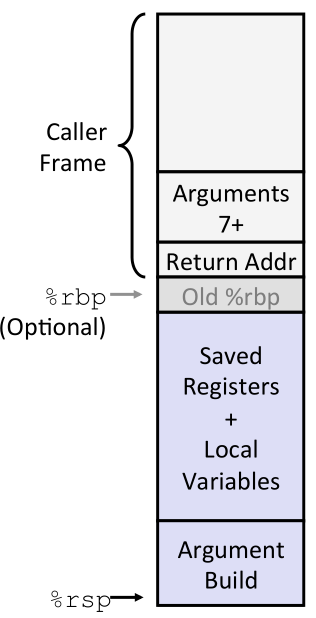 Caller
Frame
Arguments
7+
Return Addr
%rbp
(Optional)
Old %rbp
Saved
Registers
+
Local
Variables
Argument
Build
%rsp